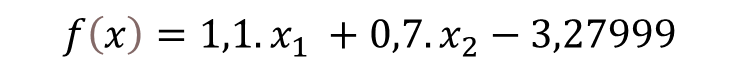 f(x) = 1,1. x₁ + 0,7. x₂ − 3,27999